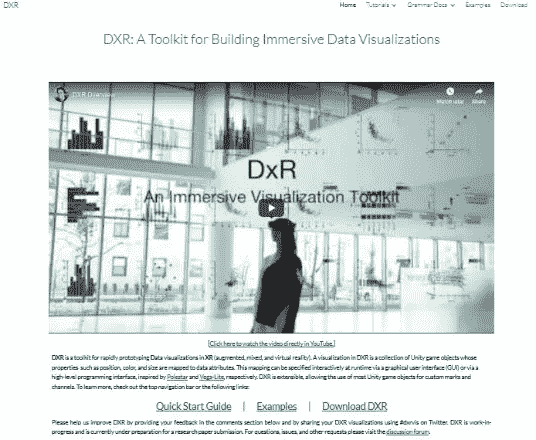 DXR
Home Tutorials Grammar Docs Examples Download
DXR: A Toolkit for Building Immersive Data Visualizations
DXR Overview
Watch later Share
DxR
An Immersive Visualization Toolkit
[Click here to watch the video directly in YouTube.]
DXR is a toolkit for rapidly prototyping Data visualizations in XR (augmented, mixed, and virtual reality). A visualization in DXR is a collection of Unity game objects whose
properties such as position, color, and size are mapped to data attributes. This mapping can be specified interactively at runtime via a graphical user interface (GUI) or via a
high-level programming interface, inspired by Polestar and Vega-Lite, respectively. DXR is extensible, allowing the use of most Unity game objects for custom marks and
channels. To learn more, check out the top navigation bar or the following links:
Quick Start Guide | Examples | Download DXR
Please help us improve DXR by providing your feedback in the comments section below and by sharing your DXR visualizations using #dxrvis on Twitter. DXR is work-in-
progress and is currently under preparation for a research paper submission. For questions, issues, and other requests please visit the discussion forum.